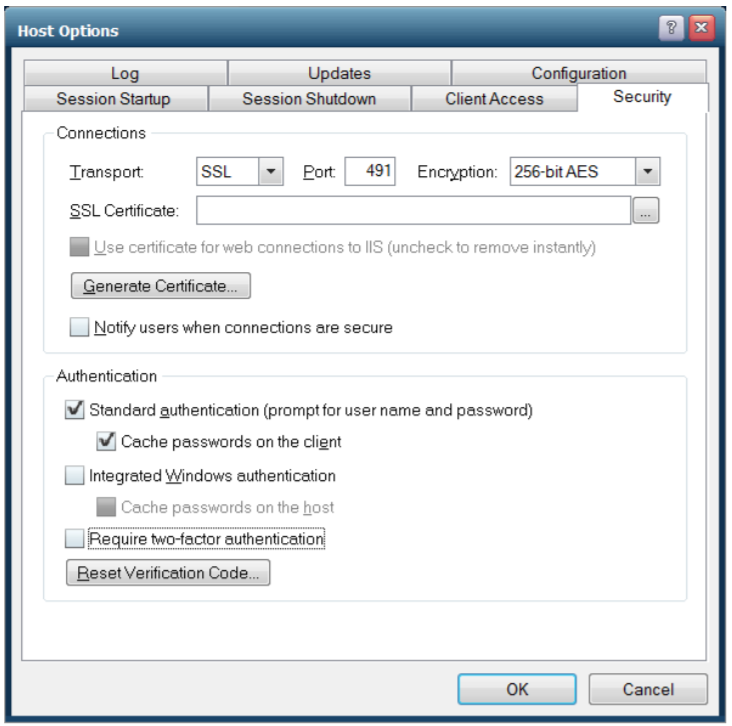 Host Options
Log Updates Configuration
Session Startup Session Shutdown Client Access Security
Connections
Transport: SSL Port: 491 Encryption: 256-bit AES
SSL Certificate: ...
Use certificate for web connections to IIS (uncheck to remove instantly)
Generate Certificate...
Notify users when connections are secure
Authentication
Standard authentication (prompt for user name and password)
Cache passwords on the client
Integrated Windows authentication
Cache passwords on the host
Require two-factor authentication
Reset Verification Code...
OK Cancel